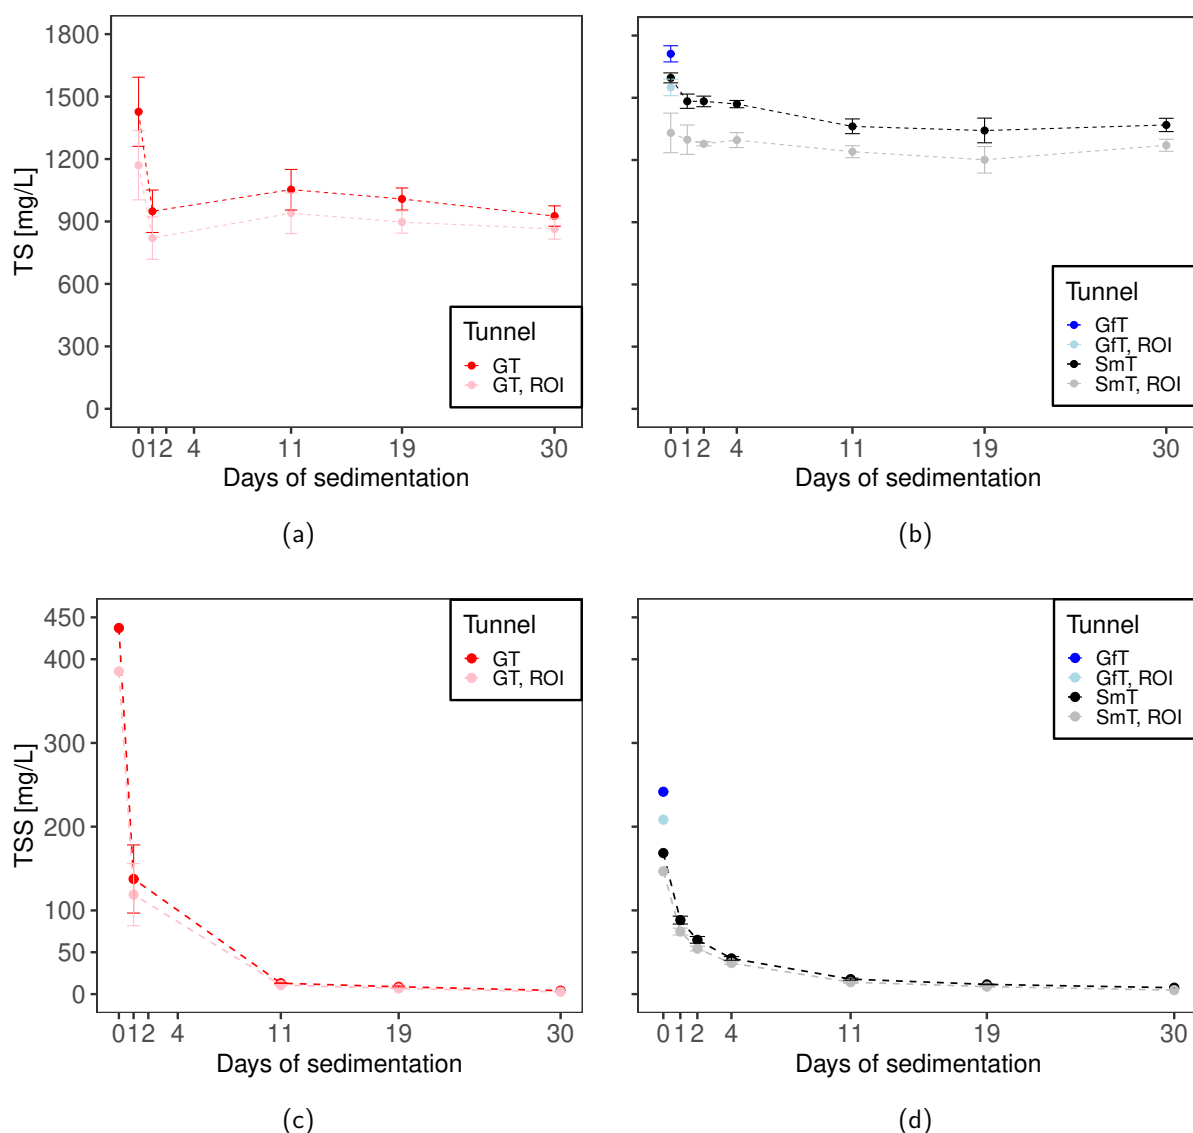 TS [mg/L]
1800
1500
1200
900
600
300
0
Tunnel
GT
GT, ROI
0 1 2 4 11 19 30
Days of sedimentation
(a)
Tunnel
GfT
GfT, ROI
SmT
SmT, ROI
0 1 2 4 11 19 30
Days of sedimentation
(b)
TSS [mg/L]
450
400
300
200
100
50
0
Tunnel
GT
GT, ROI
0 1 2 4 11 19 30
Days of sedimentation
(c)
Tunnel
GfT
GfT, ROI
SmT
SmT, ROI
0 1 2 4 11 19 30
Days of sedimentation
(d)